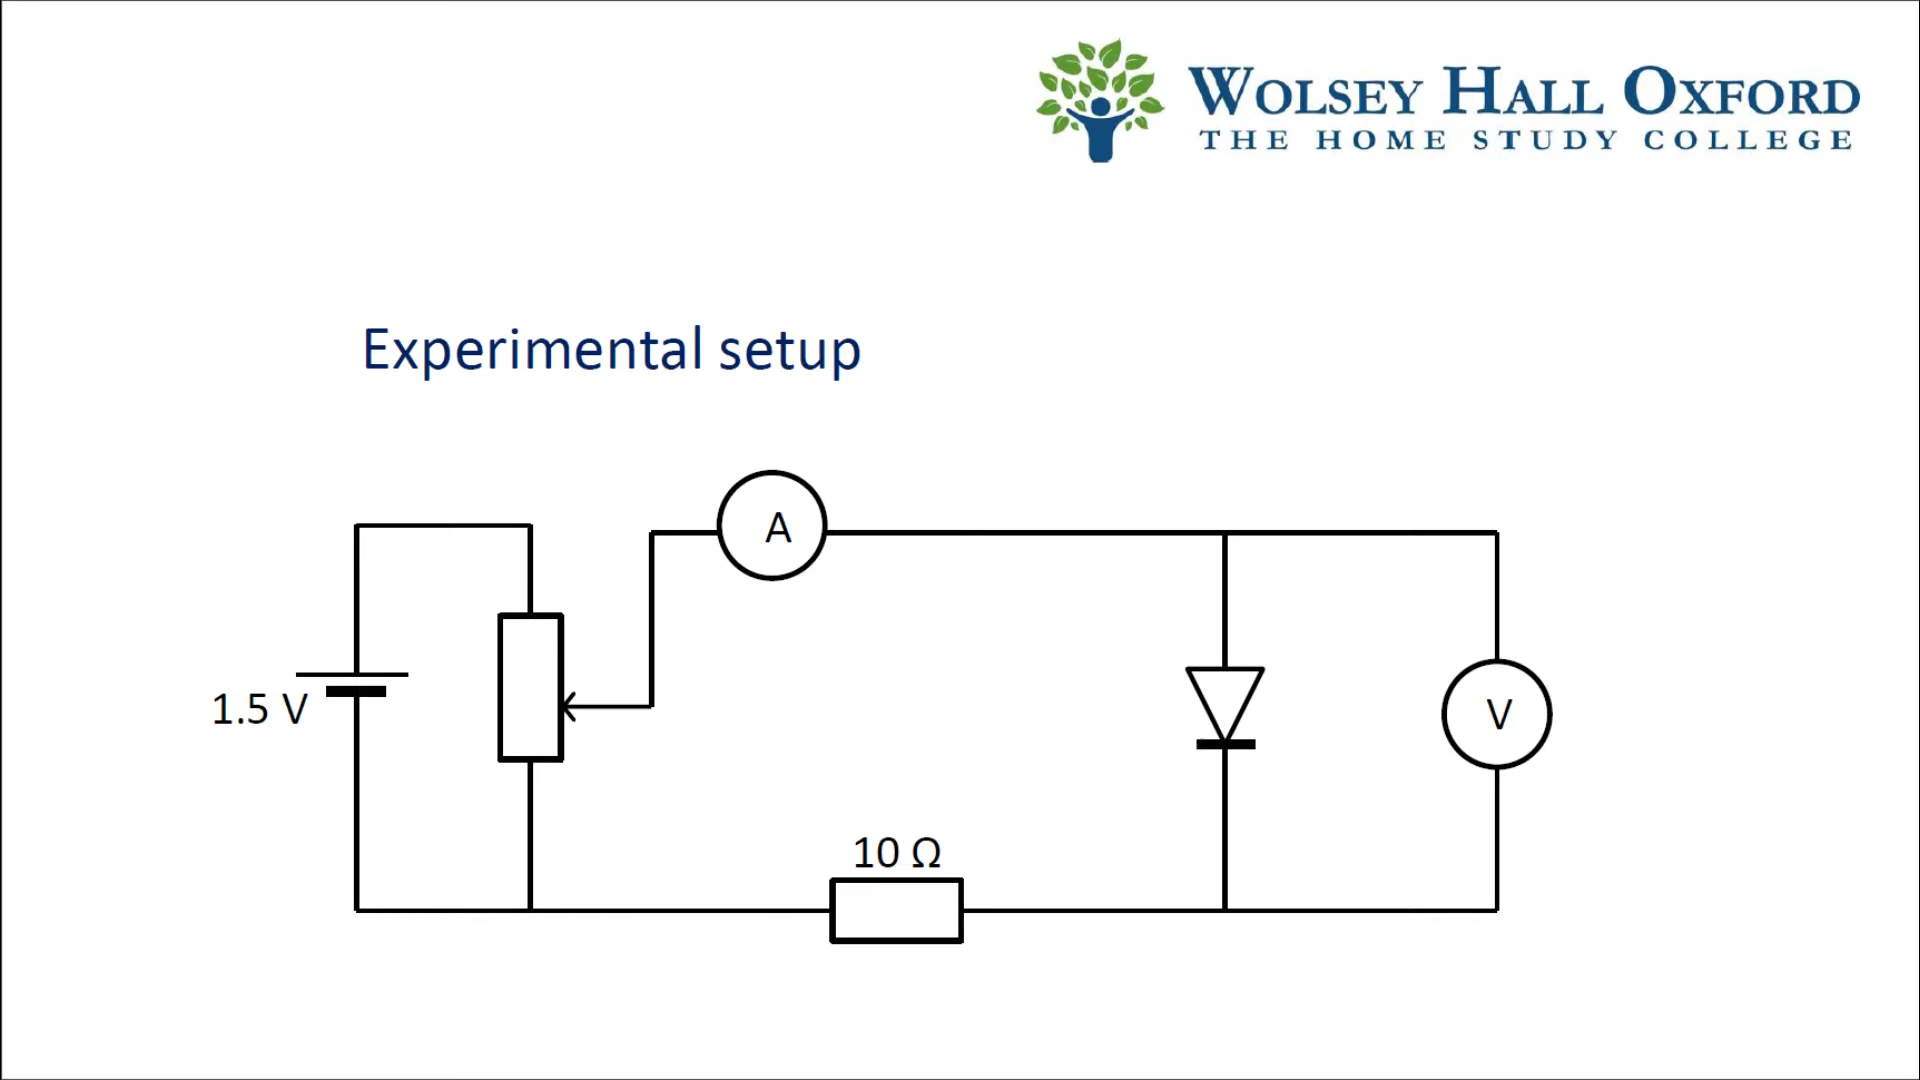 WOLSEY HALL OXFORD
THE HOME STUDY COLLEGE
Experimental setup
A
1.5 V
V
10 Ω